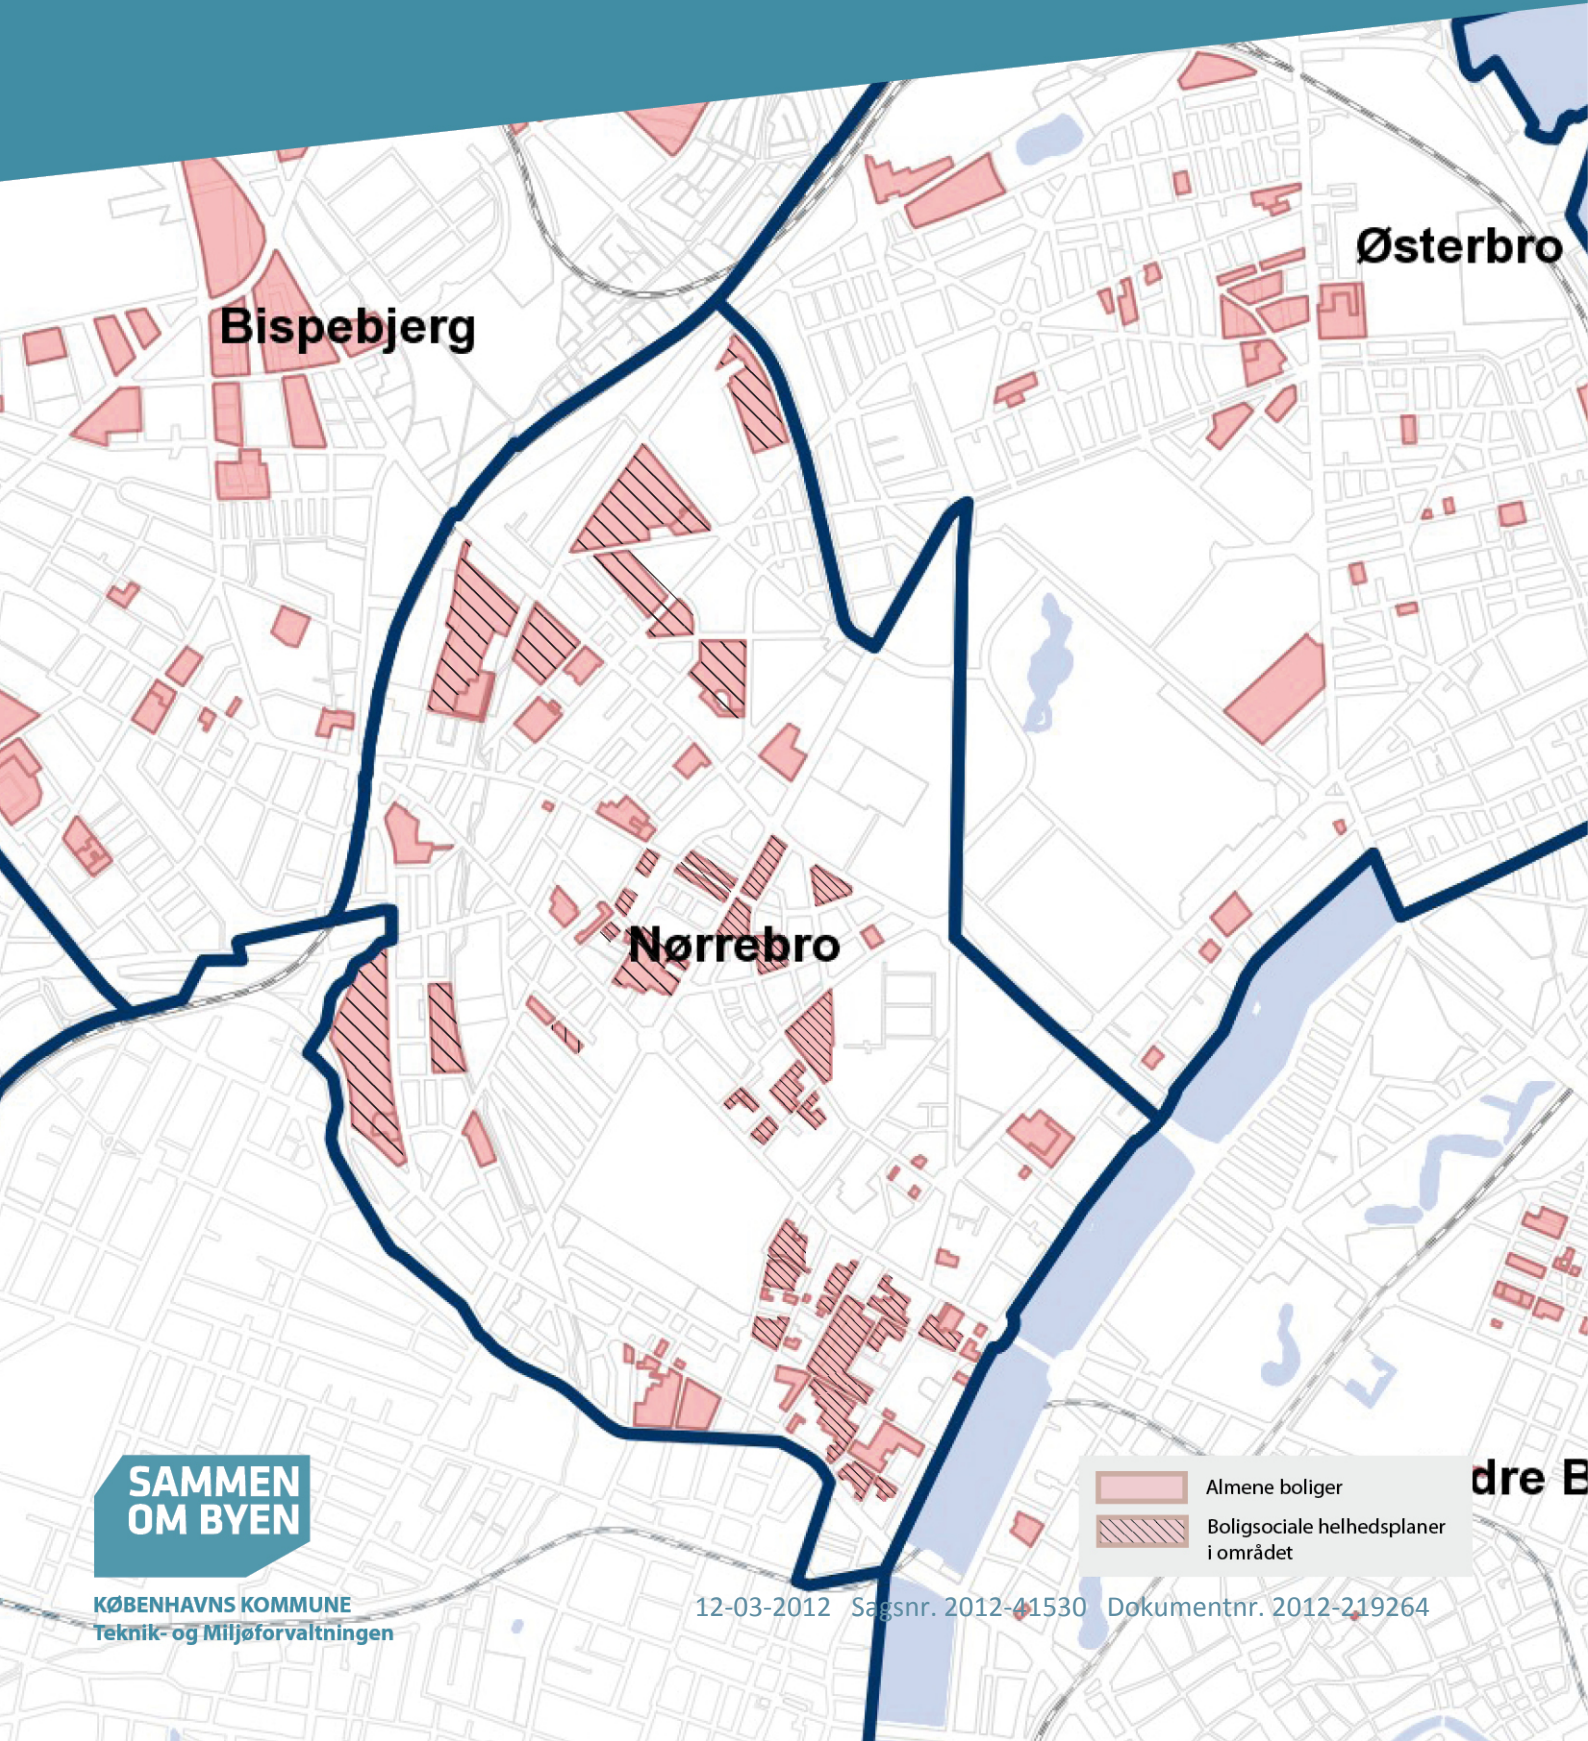 Østerbro
Bispebjerg
Nørrebro
dre B
Almene boliger
Boligsociale helhedsplaner
i området
SAMMEN
OM BYEN
KØBENHAVNS KOMMUNE
Teknik- og Miljøforvaltningen
12-03-2012 Sagsnr. 2012-41530 Dokumentnr. 2012-219264